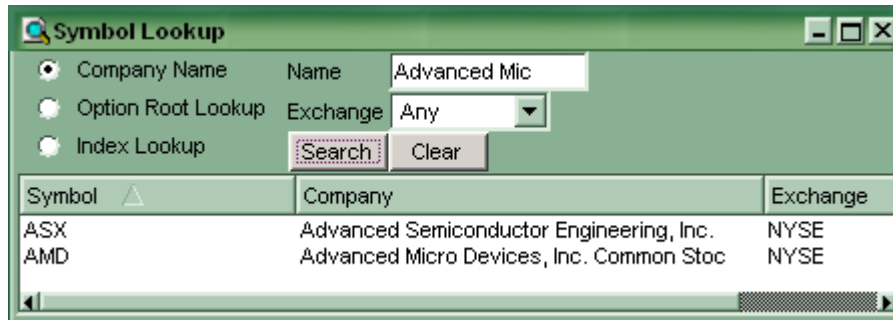 Symbol Lookup
Company Name Name Advanced Mic
Option Root Lookup Exchange Any
Index Lookup Search Clear
Symbol Company Exchange
ASX Advanced Semiconductor Engineering, Inc. NYSE
AMD Advanced Micro Devices, Inc. Common Stoc NYSE